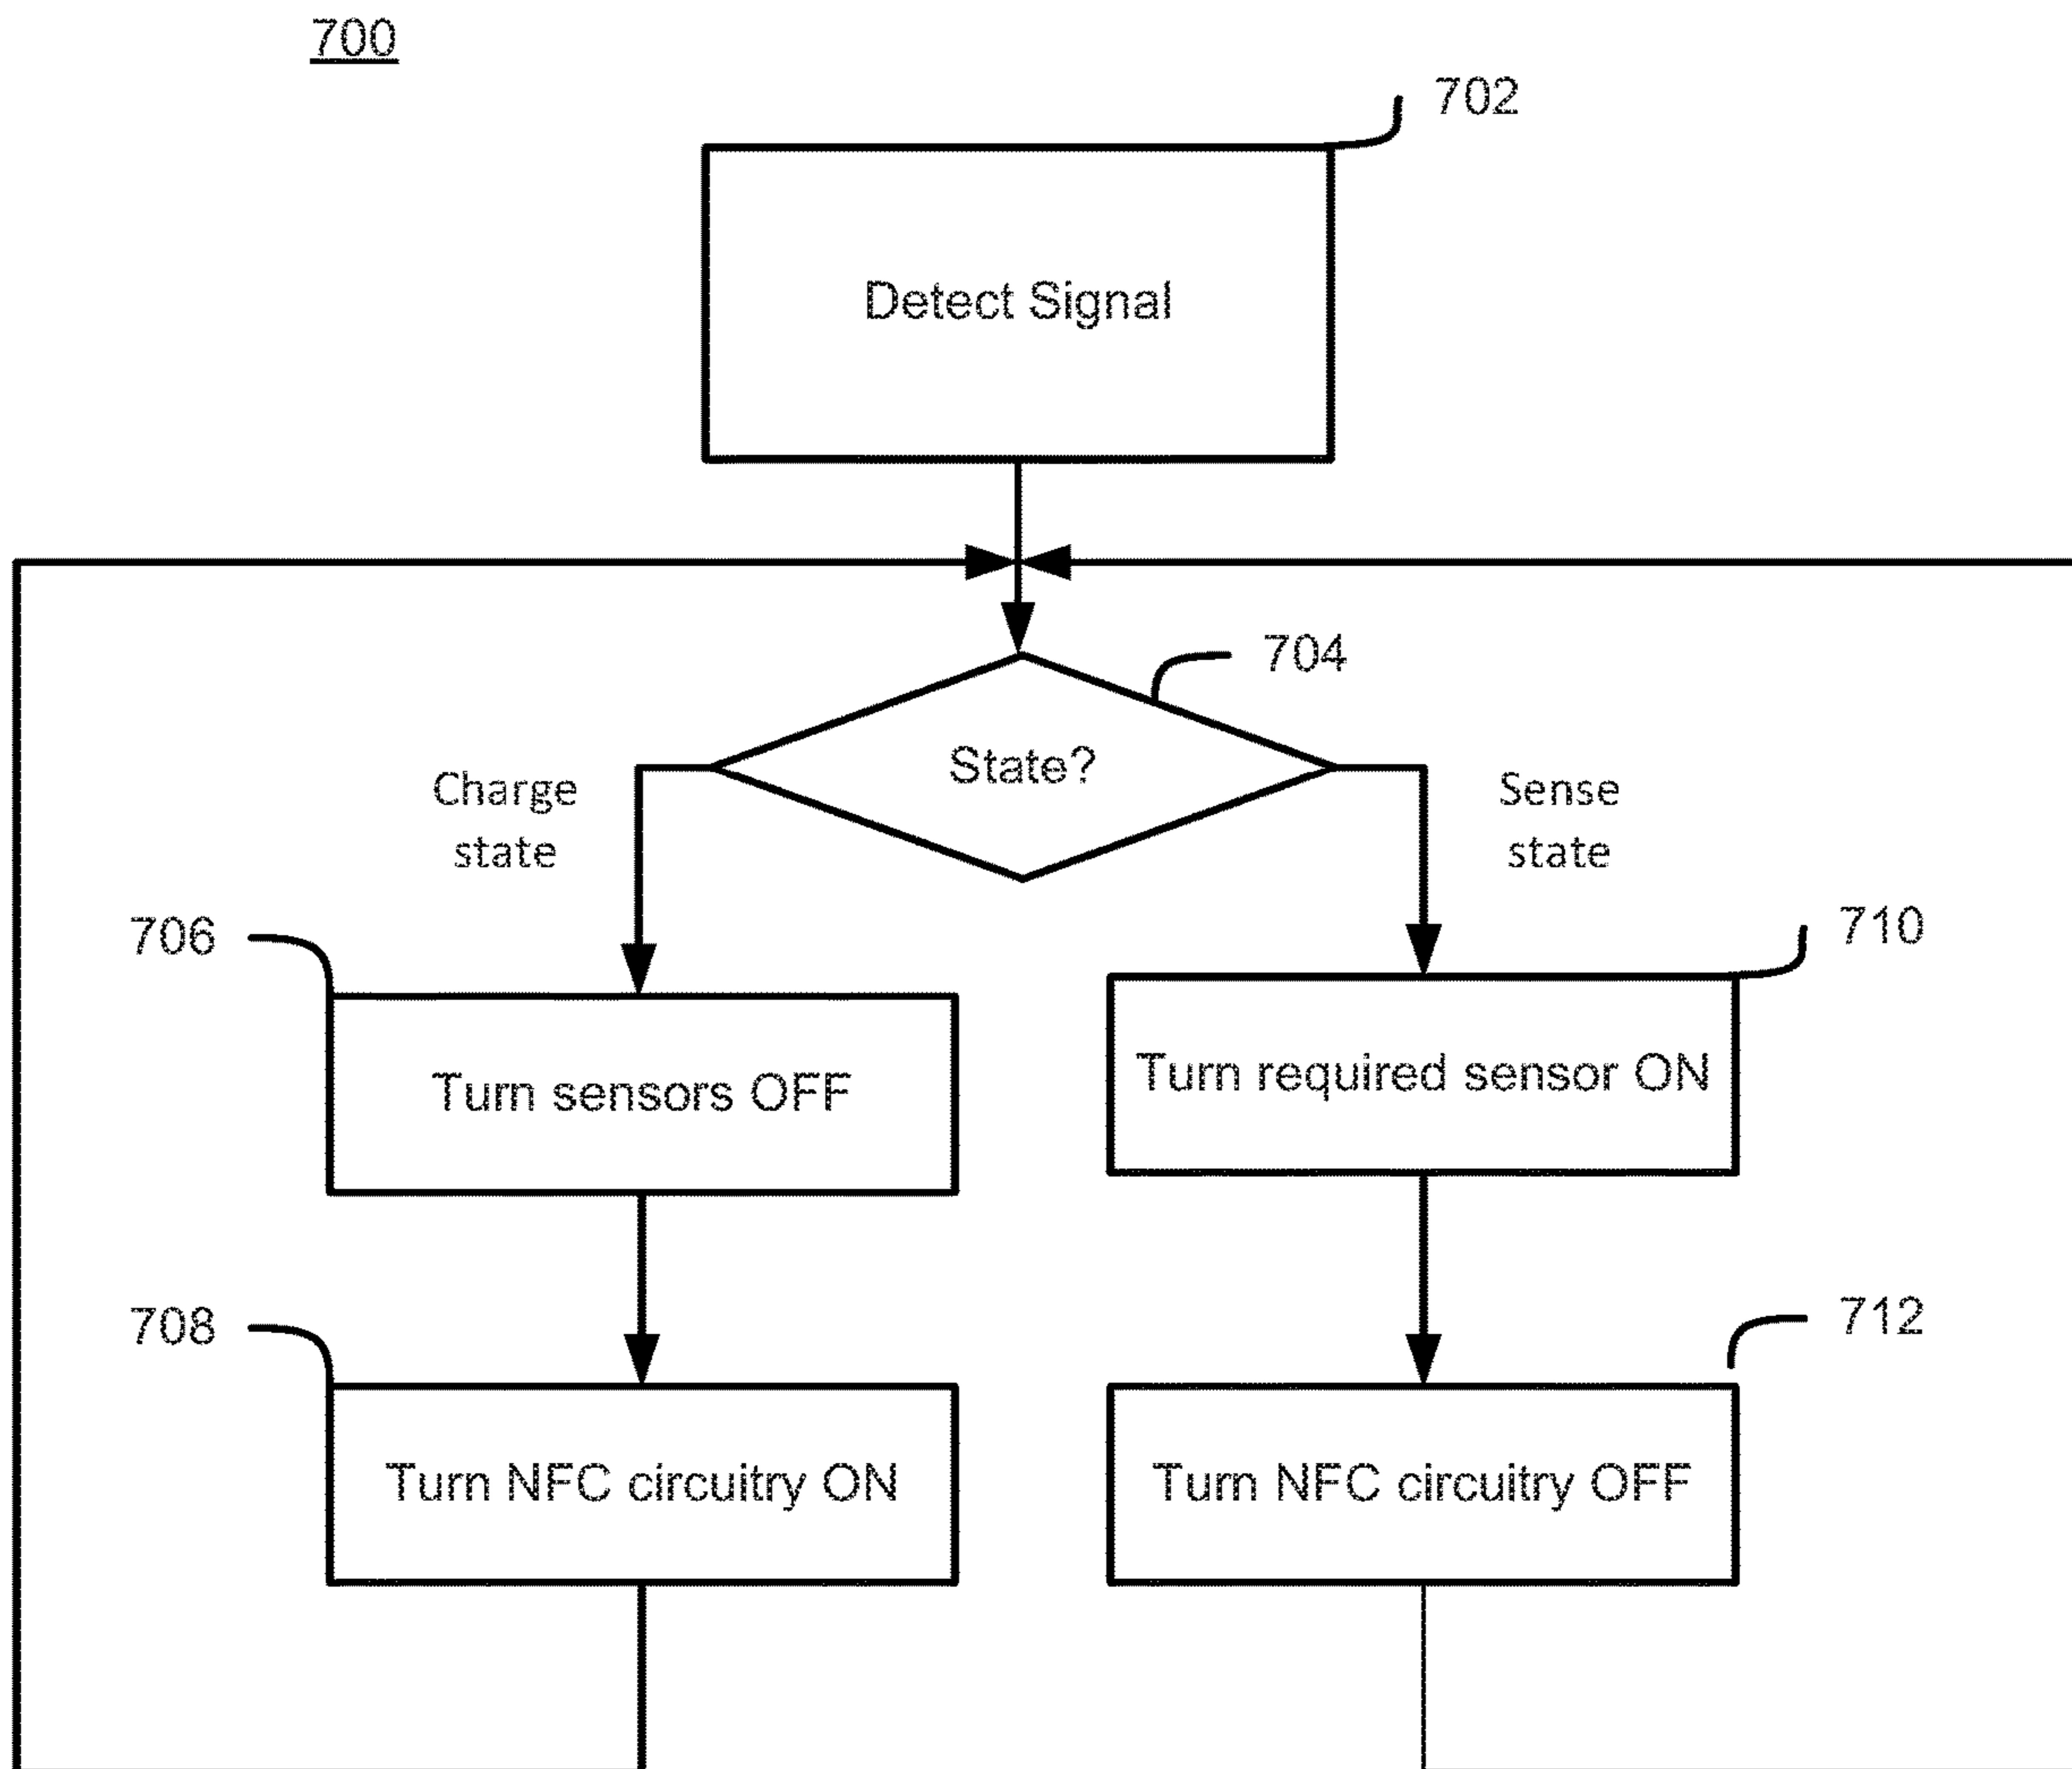 700
702
Detect Signal
704
State?
Charge
state
Sense
state
706
710
Turn sensors OFF
Turn required sensor ON
708
712
Turn NFC circuitry ON
Turn NFC circuitry OFF